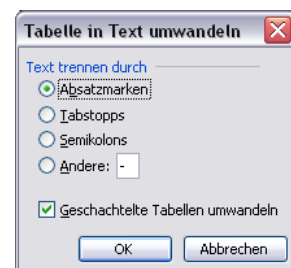 Tabelle in Text umwandeln
Text trennen durch
Absatzmarken
Tabstopps
Semikolons
Andere: -
Geschachtelte Tabellen umwandeln
OK Abbrechen